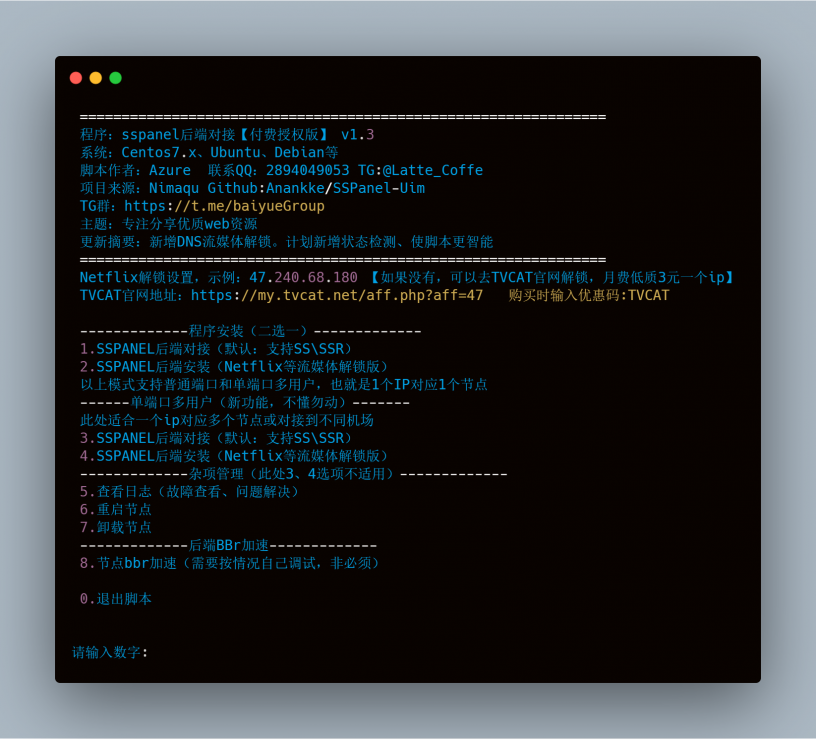 ===============================================================
程序：sspanel后端对接【付费授权版】 v1.3
系统：Centos7.x、Ubuntu、Debian等
脚本作者：Azure  联系QQ：2894049053 TG:@Latte_Coffe
项目来源：Nimaqu Github:Anankke/SSPanel-Uim
TG群：https://t.me/baiyueGroup
主题：专注分享优质web资源
更新摘要：新增DNS流媒体解锁。计划新增状态检测、使脚本更智能
===============================================================
Netflix解锁设置，示例：47.240.68.180 【如果没有，可以去TVCAT官网解锁，月费低质3元一个ip】
TVCAT官网地址：https://my.tvcat.net/aff.php?aff=47   购买时输入优惠码:TVCAT
-------------程序安装（二选一）-------------
1.SSPANEL后端对接（默认：支持SS\SSR）
2.SSPANEL后端安装（Netflix等流媒体解锁版）
以上模式支持普通端口和单端口多用户，也就是1个IP对应1个节点
------单端口多用户（新功能，不懂勿动）-------
此处适合一个ip对应多个节点或对接到不同机场
3.SSPANEL后端对接（默认：支持SS\SSR）
4.SSPANEL后端安装（Netflix等流媒体解锁版）
-------------杂项管理（此处3、4选项不适用）-------------
5.查看日志（故障查看、问题解决）
6.重启节点
7.卸载节点
-------------后端BBr加速-------------
8.节点bbr加速（需要按情况自己调试，非必须）
0.退出脚本
请输入数字: